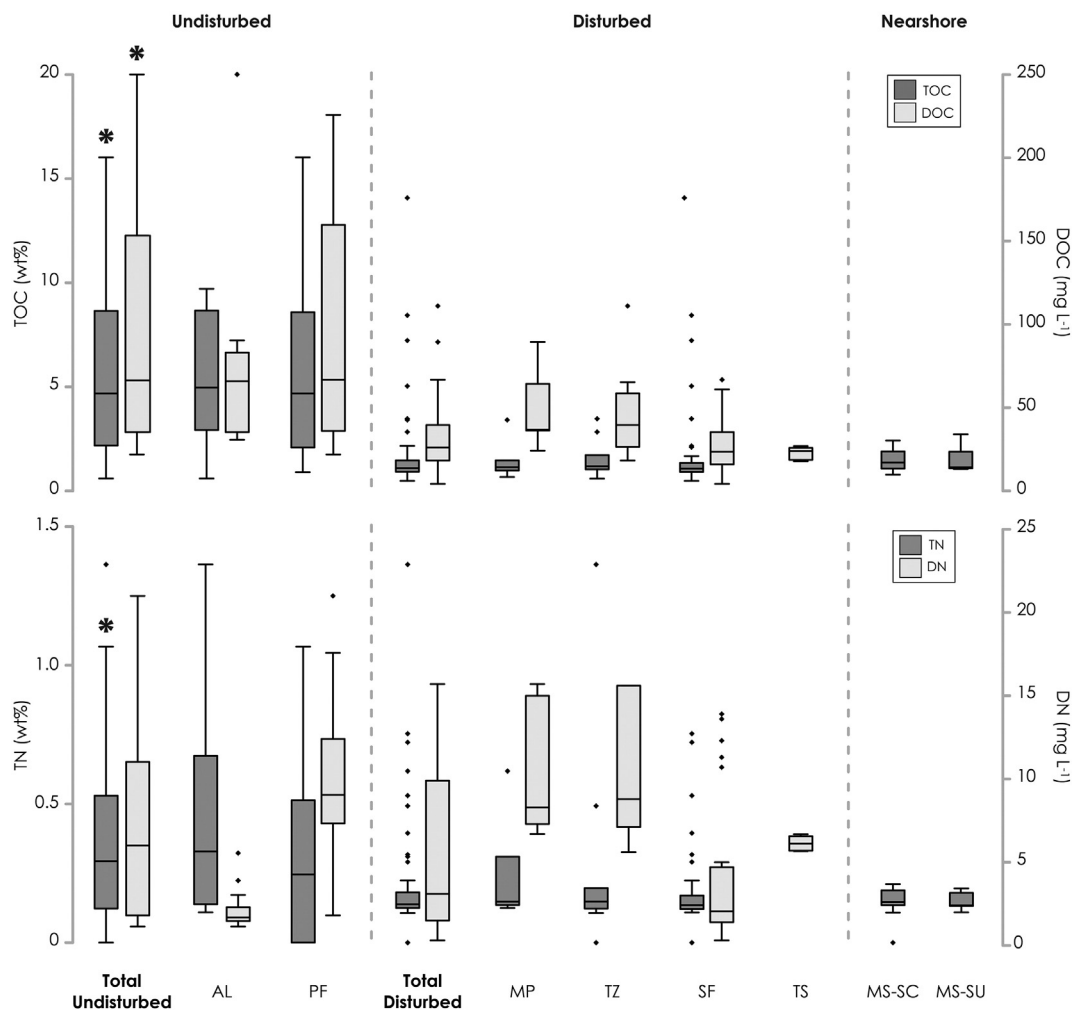 Undisturbed Disturbed Nearshore
* *
TOC (wt%)
20
15
10
5
0
TOC
DOC
250
200
150
100
50
0
DOC (mg L-1)
TN (wt%)
1.5
1.0
0.5
0
*
TN
DN
25
20
15
10
5
0
DN (mg L-1)
Total
Undisturbed
AL
PF
Total
Disturbed
MP
TZ
SF
TS
MS-SC
MS-SU